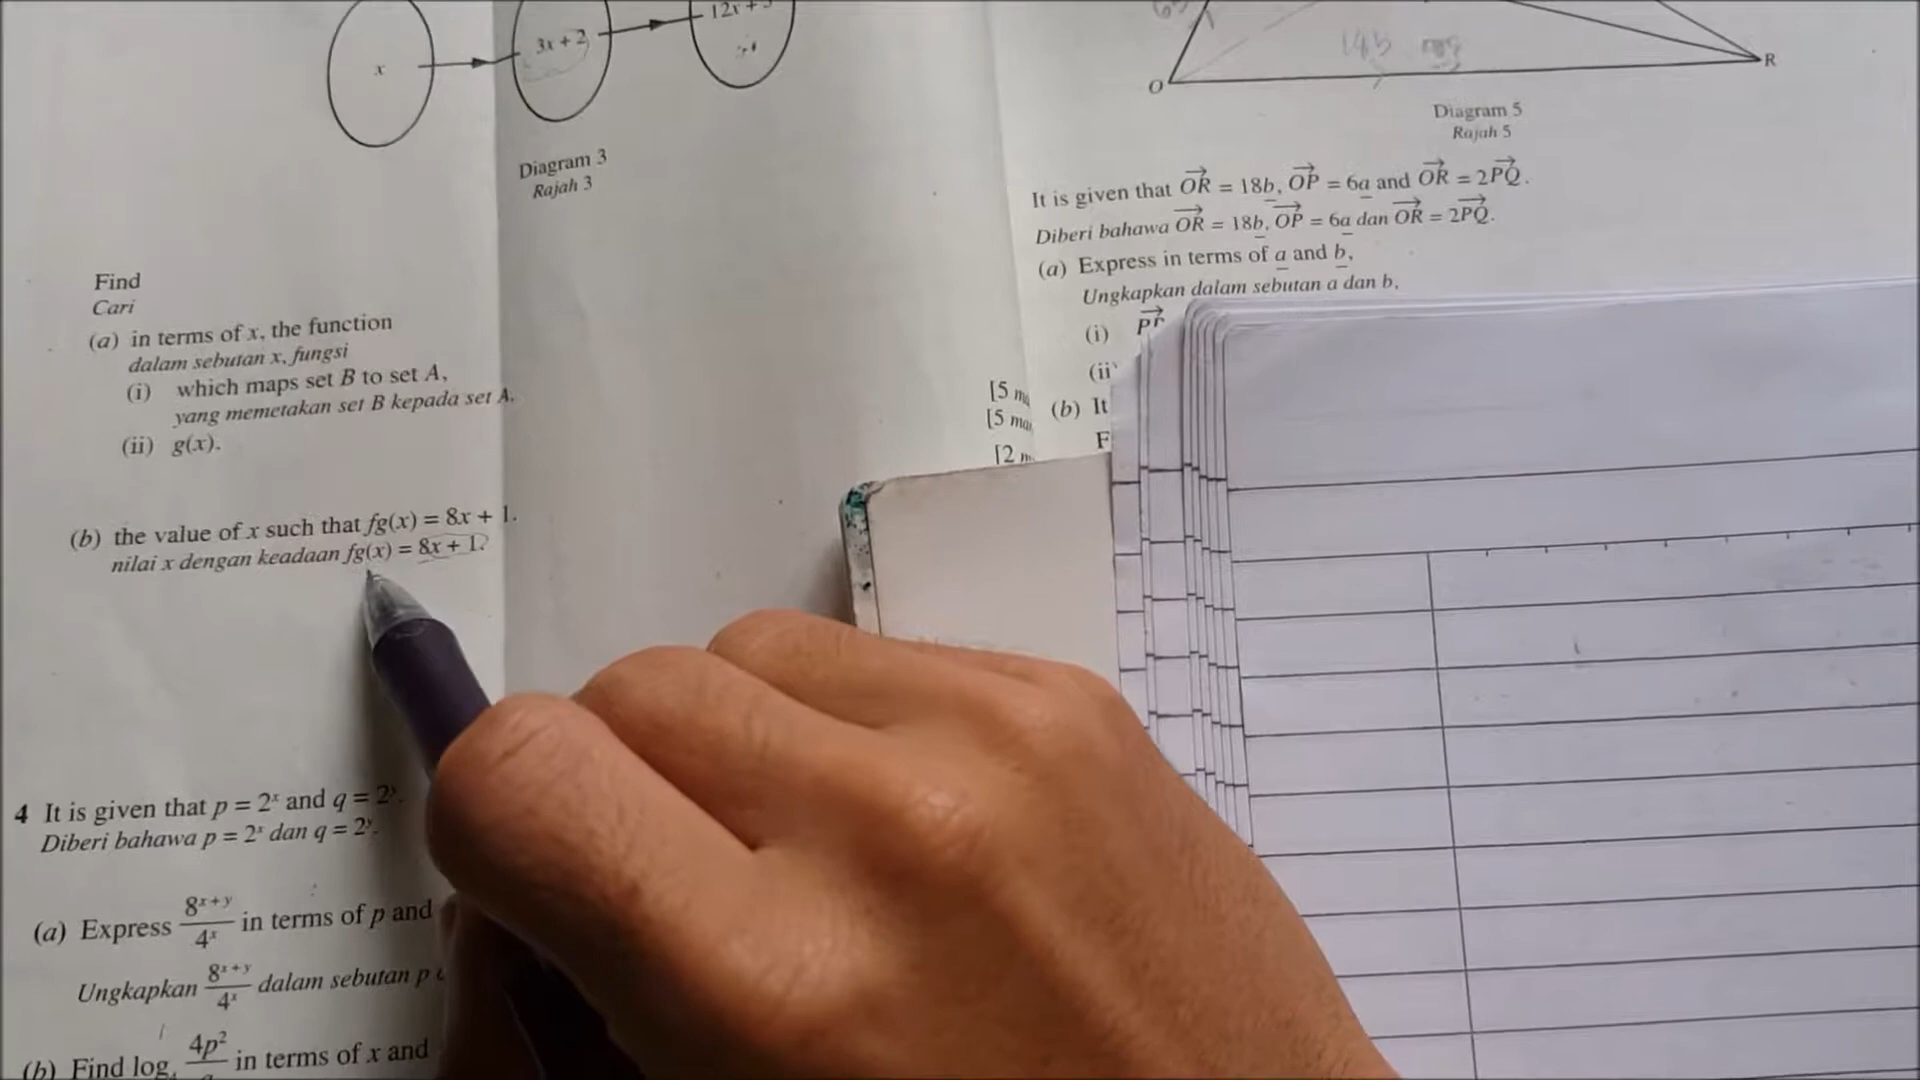 x
3x + 2
Diagram 3
Rajah 3
Find
Cari
(a) in terms of x, the function
dalam sebutan x, fungsi
(i) which maps set B to set A,
yang memetakan set B kepada set A,
(ii) g(x).
[5
[5
[2
(b) the value of x such that fg(x) = 8x + 1.
nilai x dengan keadaan fg(x) = 8x + 1.
4 It is given that p = 2ˣ and q = 2ʸ.
Diberi bahawa p = 2ˣ dan q = 2ʸ.
(a) Express 8ˣ⁺ʸ/4ˣ in terms of p and
Ungkapkan 8ˣ⁺ʸ/4ˣ dalam sebutan p
(b) Find log 4p² in terms of x and
18b
O
R
Diagram 5
Rajah 5
It is given that OR = 18b, OP = 6a and OR = 2PQ.
Diberi bahawa OR = 18b, OP = 6a dan OR = 2PQ.
(a) Express in terms of a and b,
Ungkapkan dalam sebutan a dan b,
(i)
(ii
(b) It
F